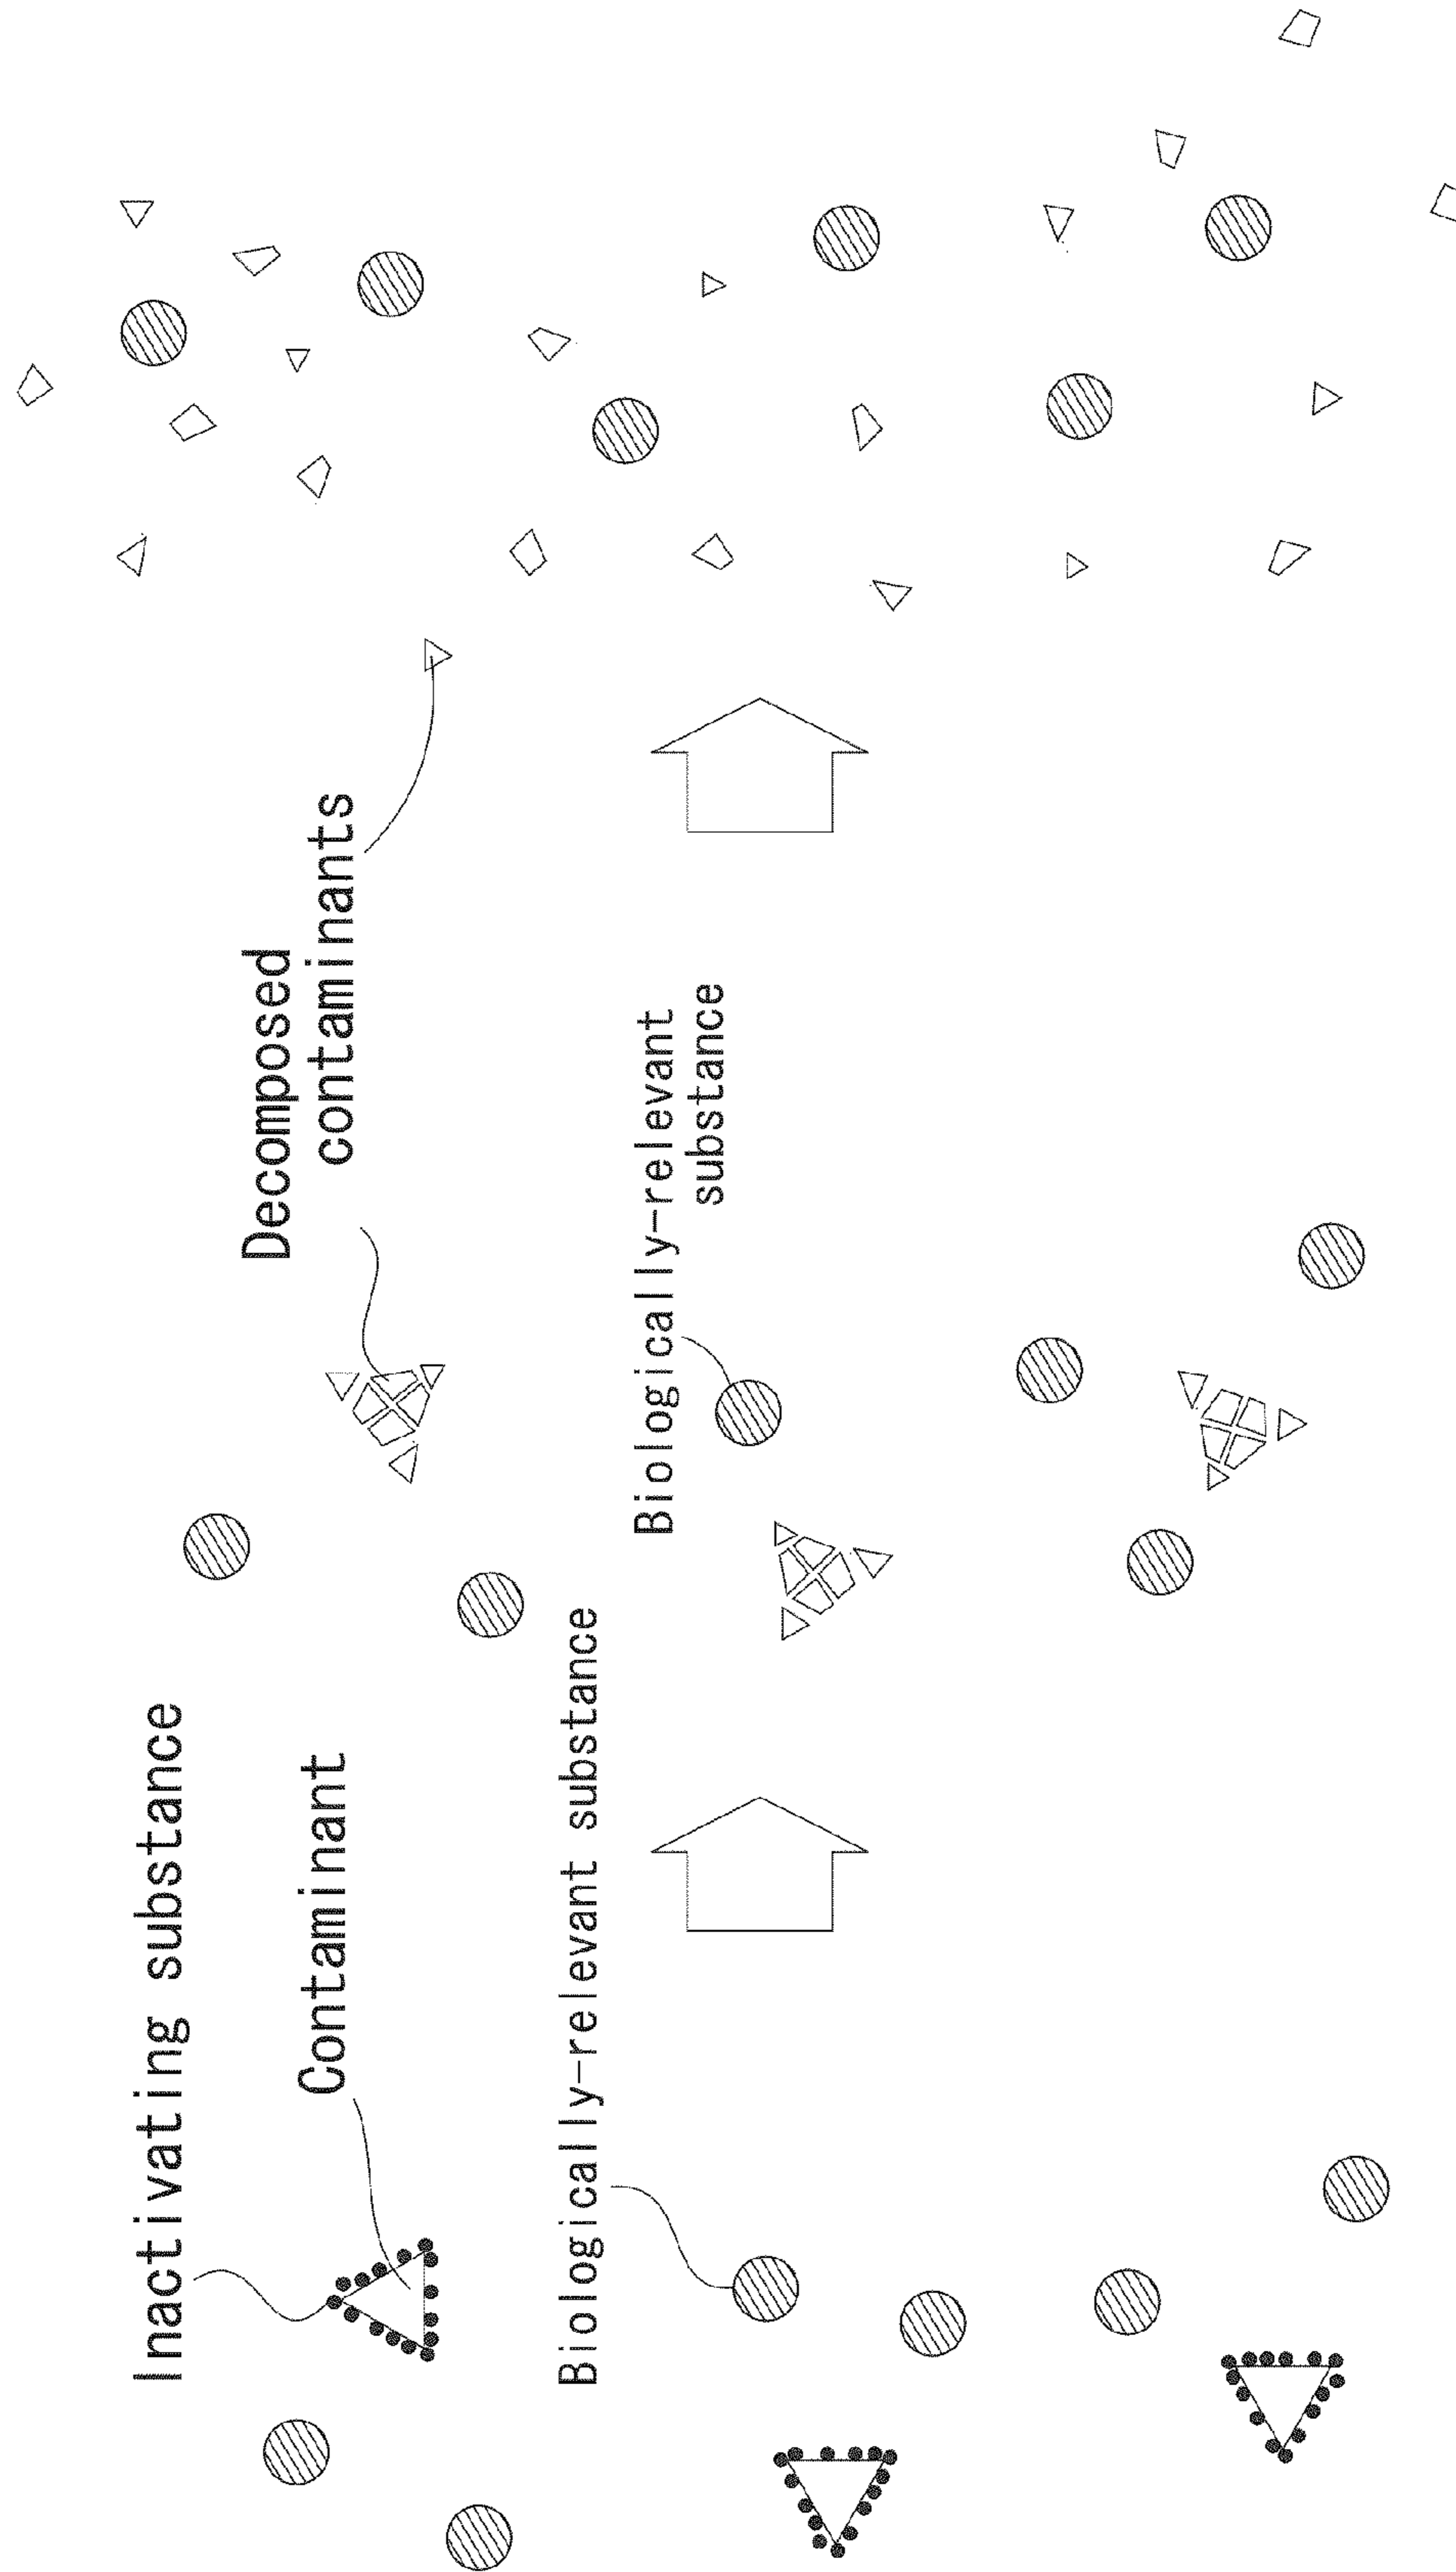 Inactivating substance
Contaminant
Biologically-relevant substance
Decomposed
contaminants
Biologically-relevant
substance